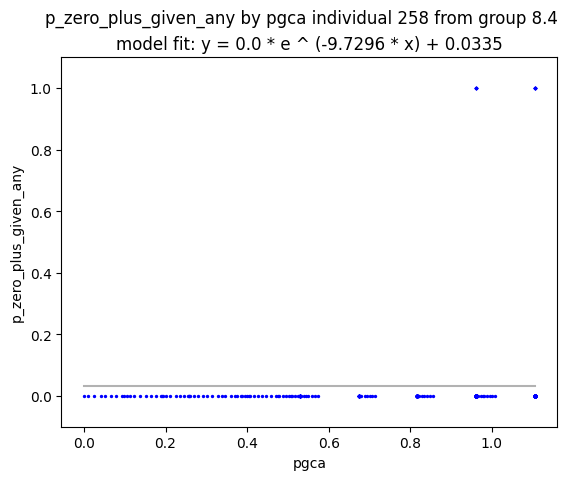 p_zero_plus_given_any by pgca individual 258 from group 8.4
model fit: y = 0.0 * e ^ (-9.7296 * x) + 0.0335
1.0
0.8
0.6
0.4
0.2
0.0
p_zero_plus_given_any
0.0 0.2 0.4 0.6 0.8 1.0
pgca